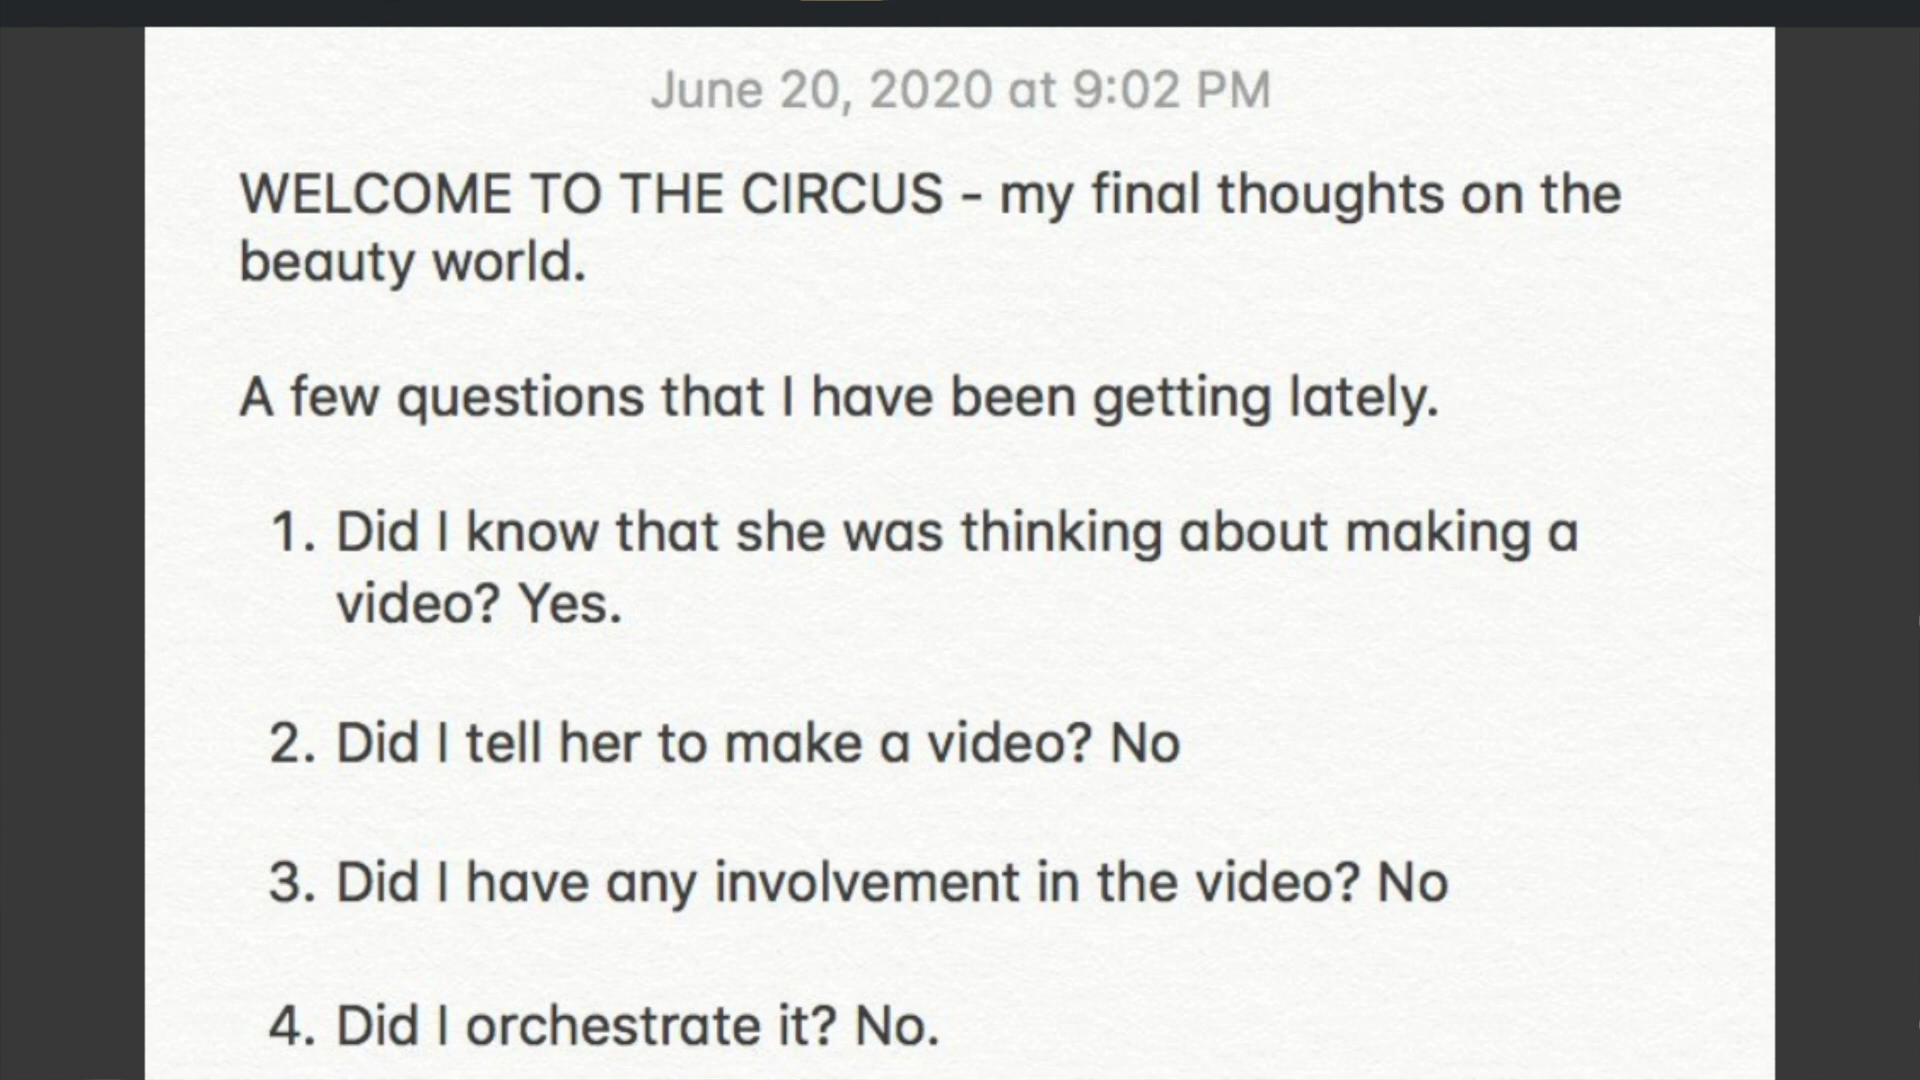 June 20, 2020 at 9:02 PM
WELCOME TO THE CIRCUS - my final thoughts on the
beauty world.
A few questions that I have been getting lately.
1. Did I know that she was thinking about making a
video? Yes.
2. Did I tell her to make a video? No
3. Did I have any involvement in the video? No
4. Did I orchestrate it? No.